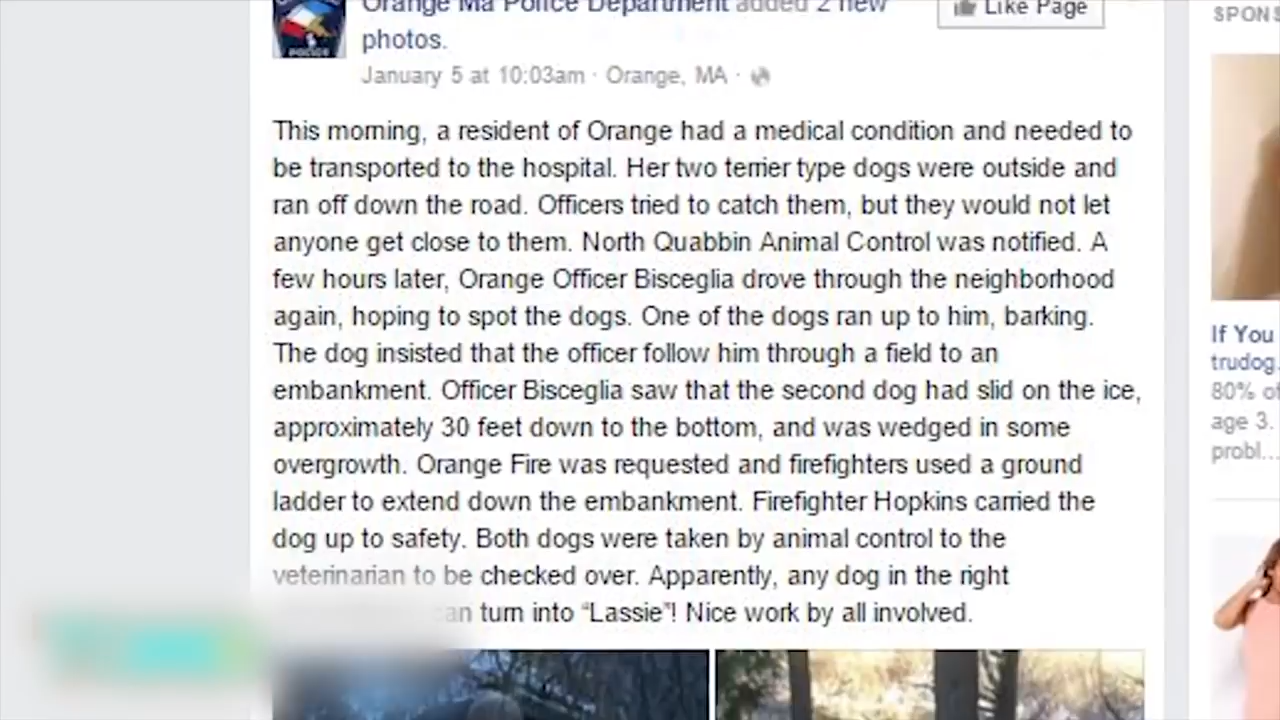 Orange Ma Police Department added 2 new
photos.
January 5 at 10:03am · Orange, MA ·
Like Page
This morning, a resident of Orange had a medical condition and needed to
be transported to the hospital. Her two terrier type dogs were outside and
ran off down the road. Officers tried to catch them, but they would not let
anyone get close to them. North Quabbin Animal Control was notified. A
few hours later, Orange Officer Bisceglia drove through the neighborhood
again, hoping to spot the dogs. One of the dogs ran up to him, barking.
The dog insisted that the officer follow him through a field to an
embankment. Officer Bisceglia saw that the second dog had slid on the ice,
approximately 30 feet down to the bottom, and was wedged in some
overgrowth. Orange Fire was requested and firefighters used a ground
ladder to extend down the embankment. Firefighter Hopkins carried the
dog up to safety. Both dogs were taken by animal control to the
veterinarian to be checked over. Apparently, any dog in the right
can turn into “Lassie”! Nice work by all involved.
POLICE
SPONS
If You
trudog.
80% of
age 3.
probl...